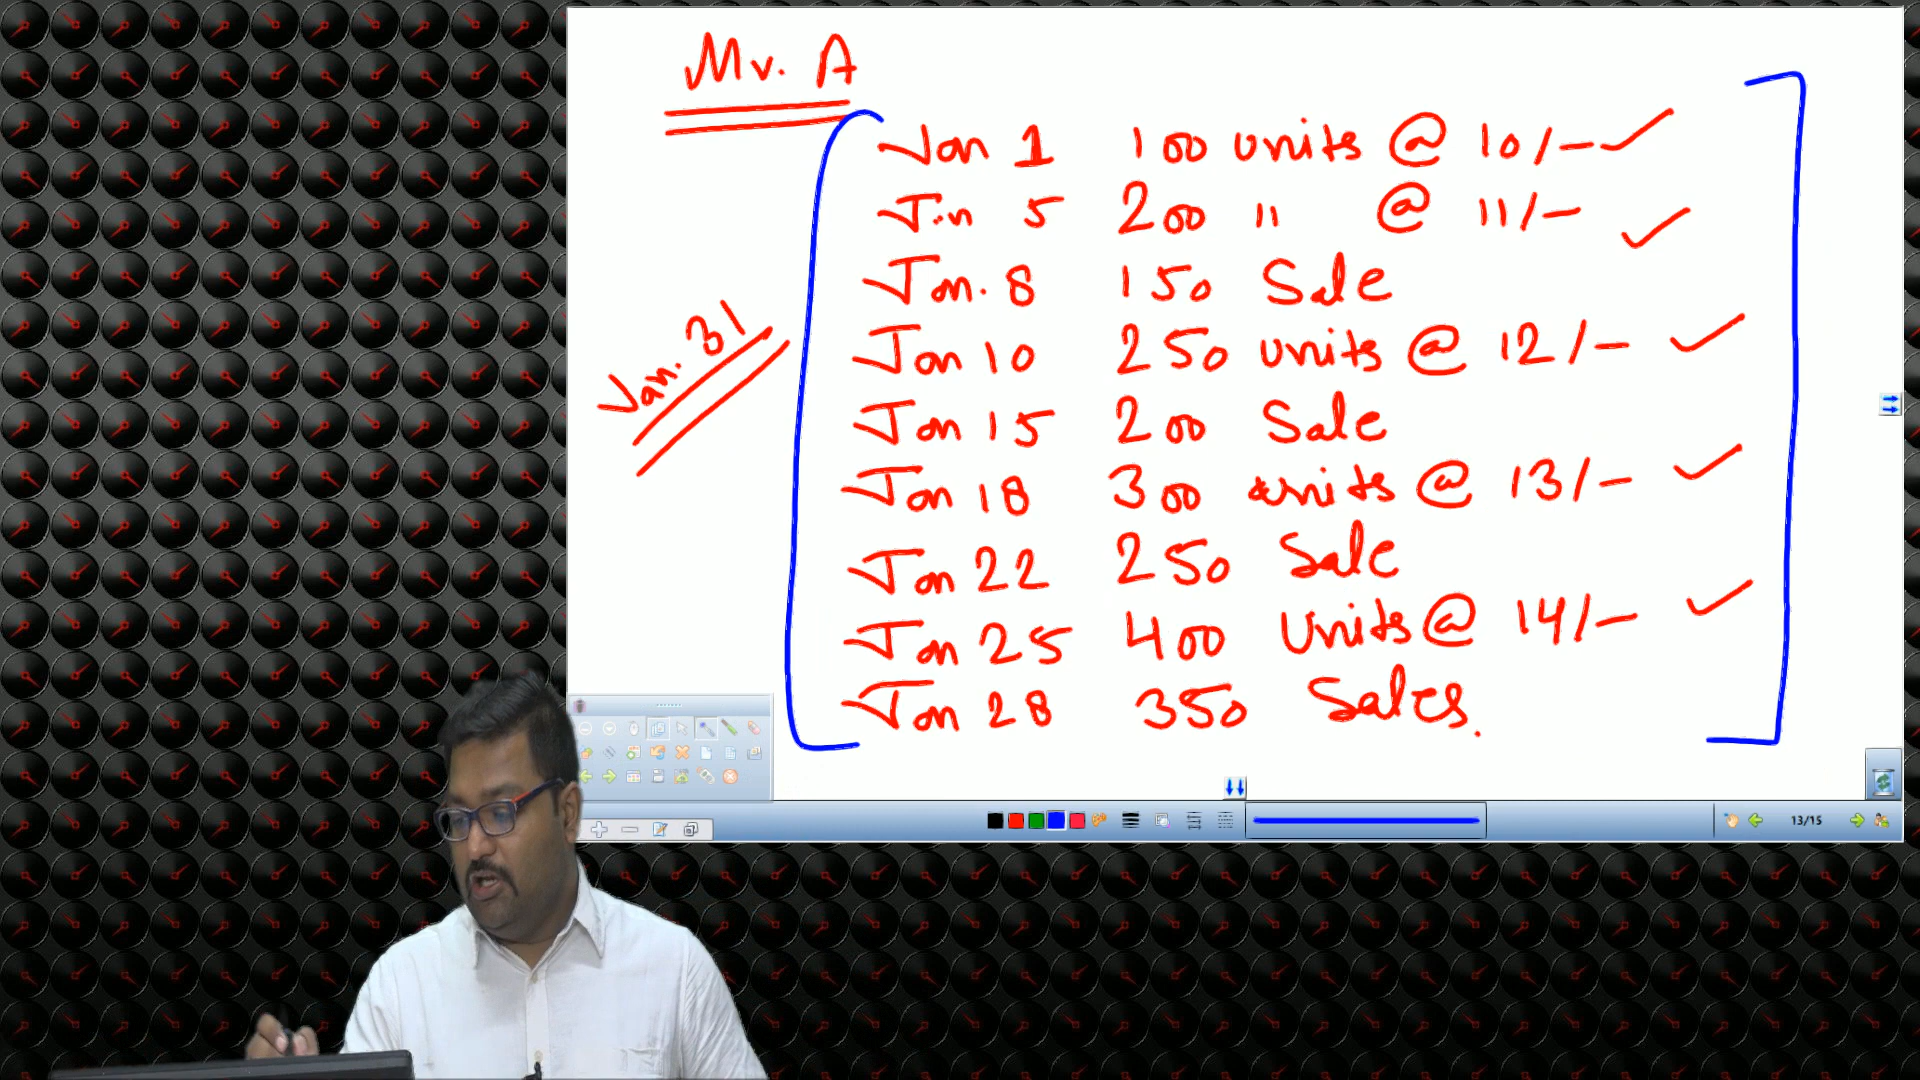 Mr. A
Jan 1 100 units @ 10/-
Jan 5 200 " @ 11/-
Jan. 8 150 Sale
Jan. 31
Jan 10 250 units @ 12/-
Jan 15 200 Sale
Jan 18 300 units @ 13/-
Jan 22 250 Sale
Jan 25 400 Units @ 14/-
Jan 28 350 Sales.
13/15